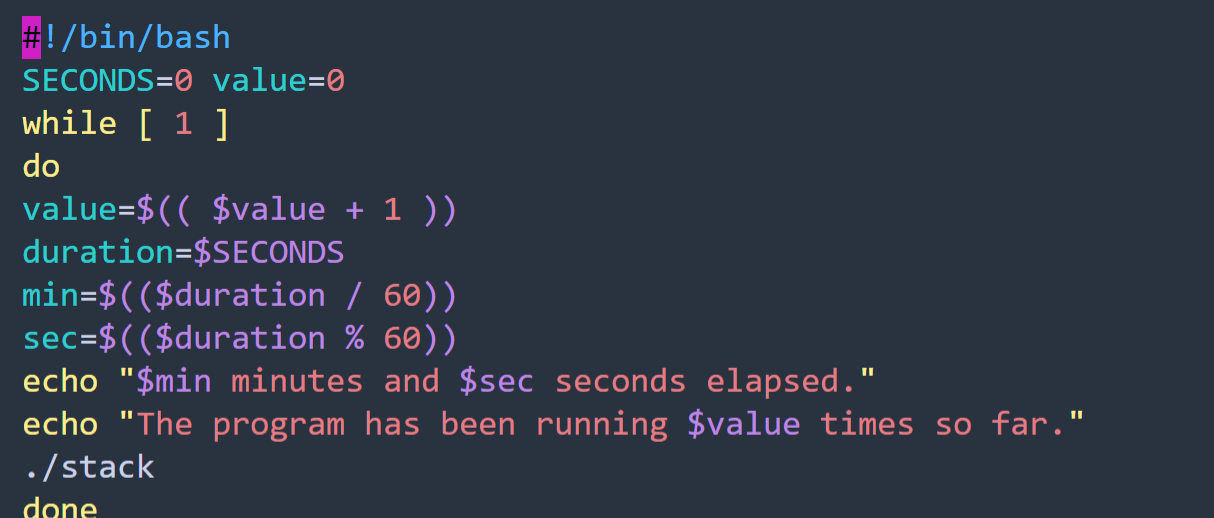 #!/bin/bash
SECONDS=0 value=0
while [ 1 ]
do
value=$(( $value + 1 ))
duration=$SECONDS
min=$(($duration / 60))
sec=$(($duration % 60))
echo "$min minutes and $sec seconds elapsed."
echo "The program has been running $value times so far."
./stack
done